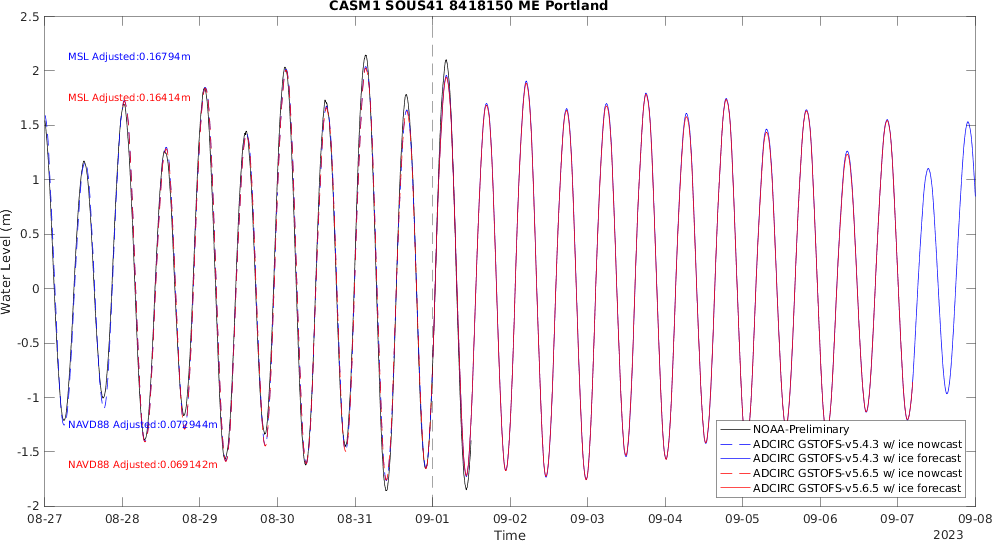 CASM1 SOUS41 8418150 ME Portland
2.5
2
1.5
1
0.5
0
-0.5
-1
-1.5
-2
Water Level (m)
MSL Adjusted:0.16794m
MSL Adjusted:0.16414m
NAVD88 Adjusted:0.072944m
NAVD88 Adjusted:0.069142m
NOAA-Preliminary
ADCIRC GSTOFS-v5.4.3 w/ ice nowcast
ADCIRC GSTOFS-v5.4.3 w/ ice forecast
ADCIRC GSTOFS-v5.6.5 w/ ice nowcast
ADCIRC GSTOFS-v5.6.5 w/ ice forecast
08-27 08-28 08-29 08-30 08-31 09-01 09-02 09-03 09-04 09-05 09-06 09-07 09-08
Time
2023